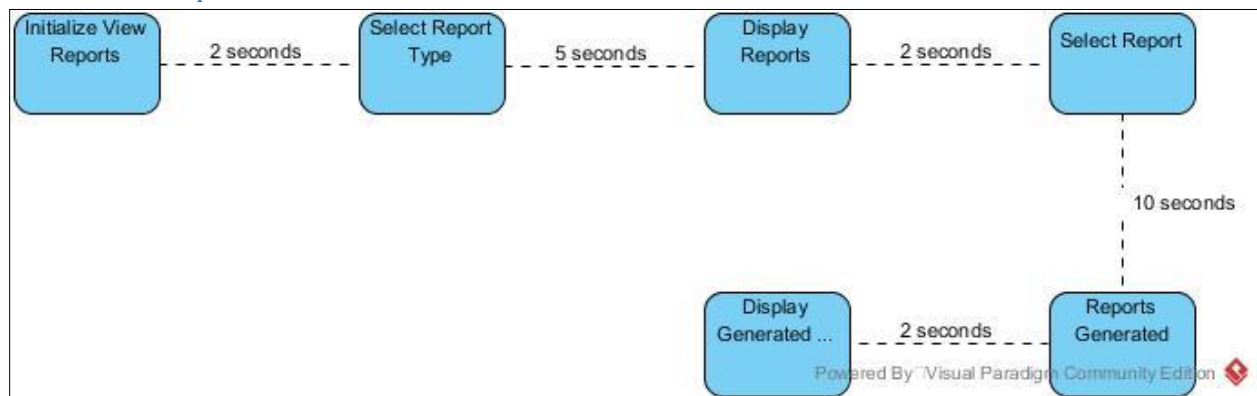 Initialize View
Reports
2 seconds
Select Report
Type
5 seconds
Display
Reports
2 seconds
Select Report
10 seconds
Display
Generated ...
2 seconds
Reports
Generated
Powered By Visual Paradigm Community Edition